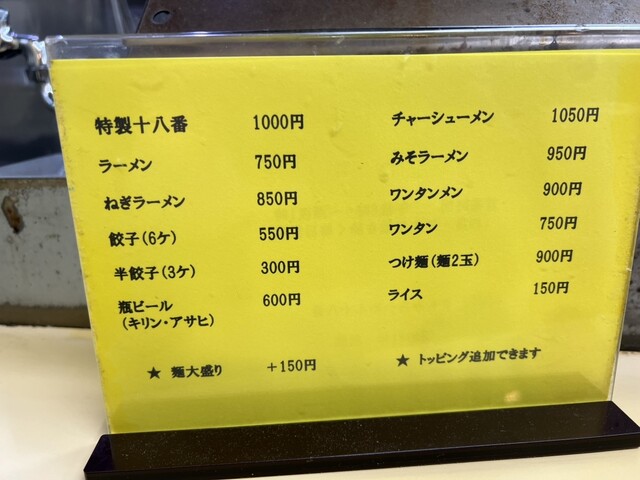 特製十八番 1000円
ラーメン 750円
ねぎラーメン 850円
餃子(6ケ) 550円
半餃子(3ケ) 300円
瓶ビール 600円
(キリン・アサヒ)
★ 麺大盛り +150円
チャーシューメン 1050円
みそラーメン 950円
ワンタンメン 900円
ワンタン 750円
つけ麺(麺2玉) 900円
ライス 150円
★ トッピング追加できます